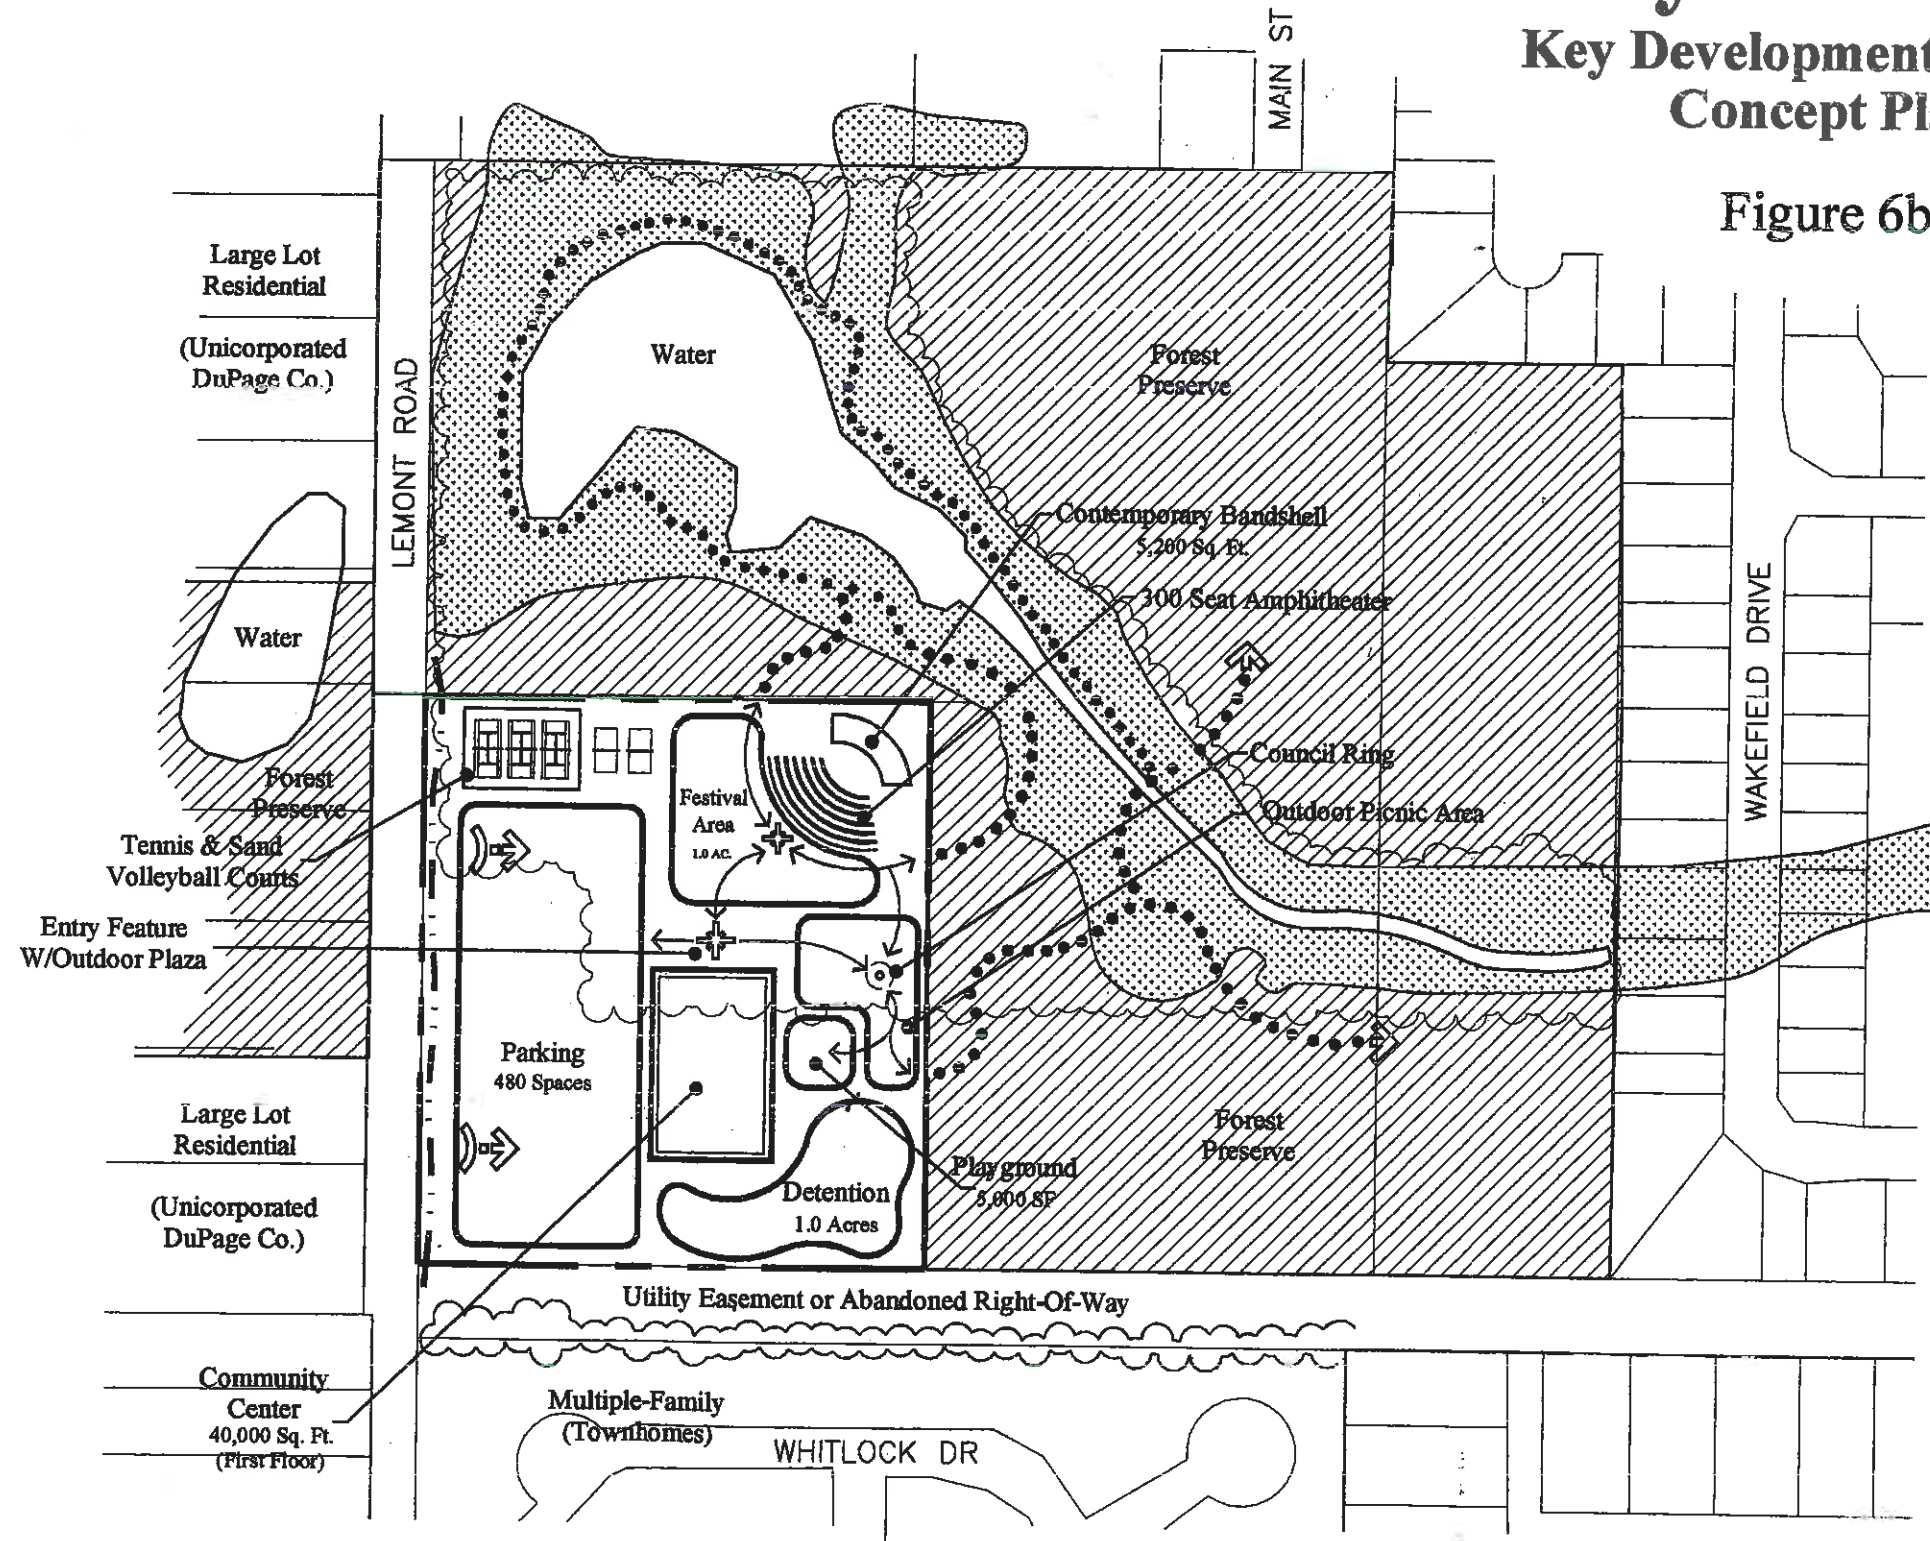 Key Development
Concept Pl
Figure 6b
MAIN ST
Large Lot
Residential
(Unicorporated
DuPage Co.)
LEMONT ROAD
Water
Forest
Preserve
Contemporary Bandshell
5,200 Sq. Ft.
300 Seat Amphitheater
Water
WAKEFIELD DRIVE
Council Ring
Outdoor Picnic Area
Forest
Preserve
Tennis & Sand
Volleyball Courts
Festival
Area
1.0 AC.
Entry Feature
W/Outdoor Plaza
Parking
480 Spaces
Large Lot
Residential
(Unicorporated
DuPage Co.)
Forest
Preserve
Playground
5,000 SF
Detention
1.0 Acres
Utility Easement or Abandoned Right-Of-Way
Community
Center
40,000 Sq. Ft.
(First Floor)
Multiple-Family
(Townhomes)
WHITLOCK DR